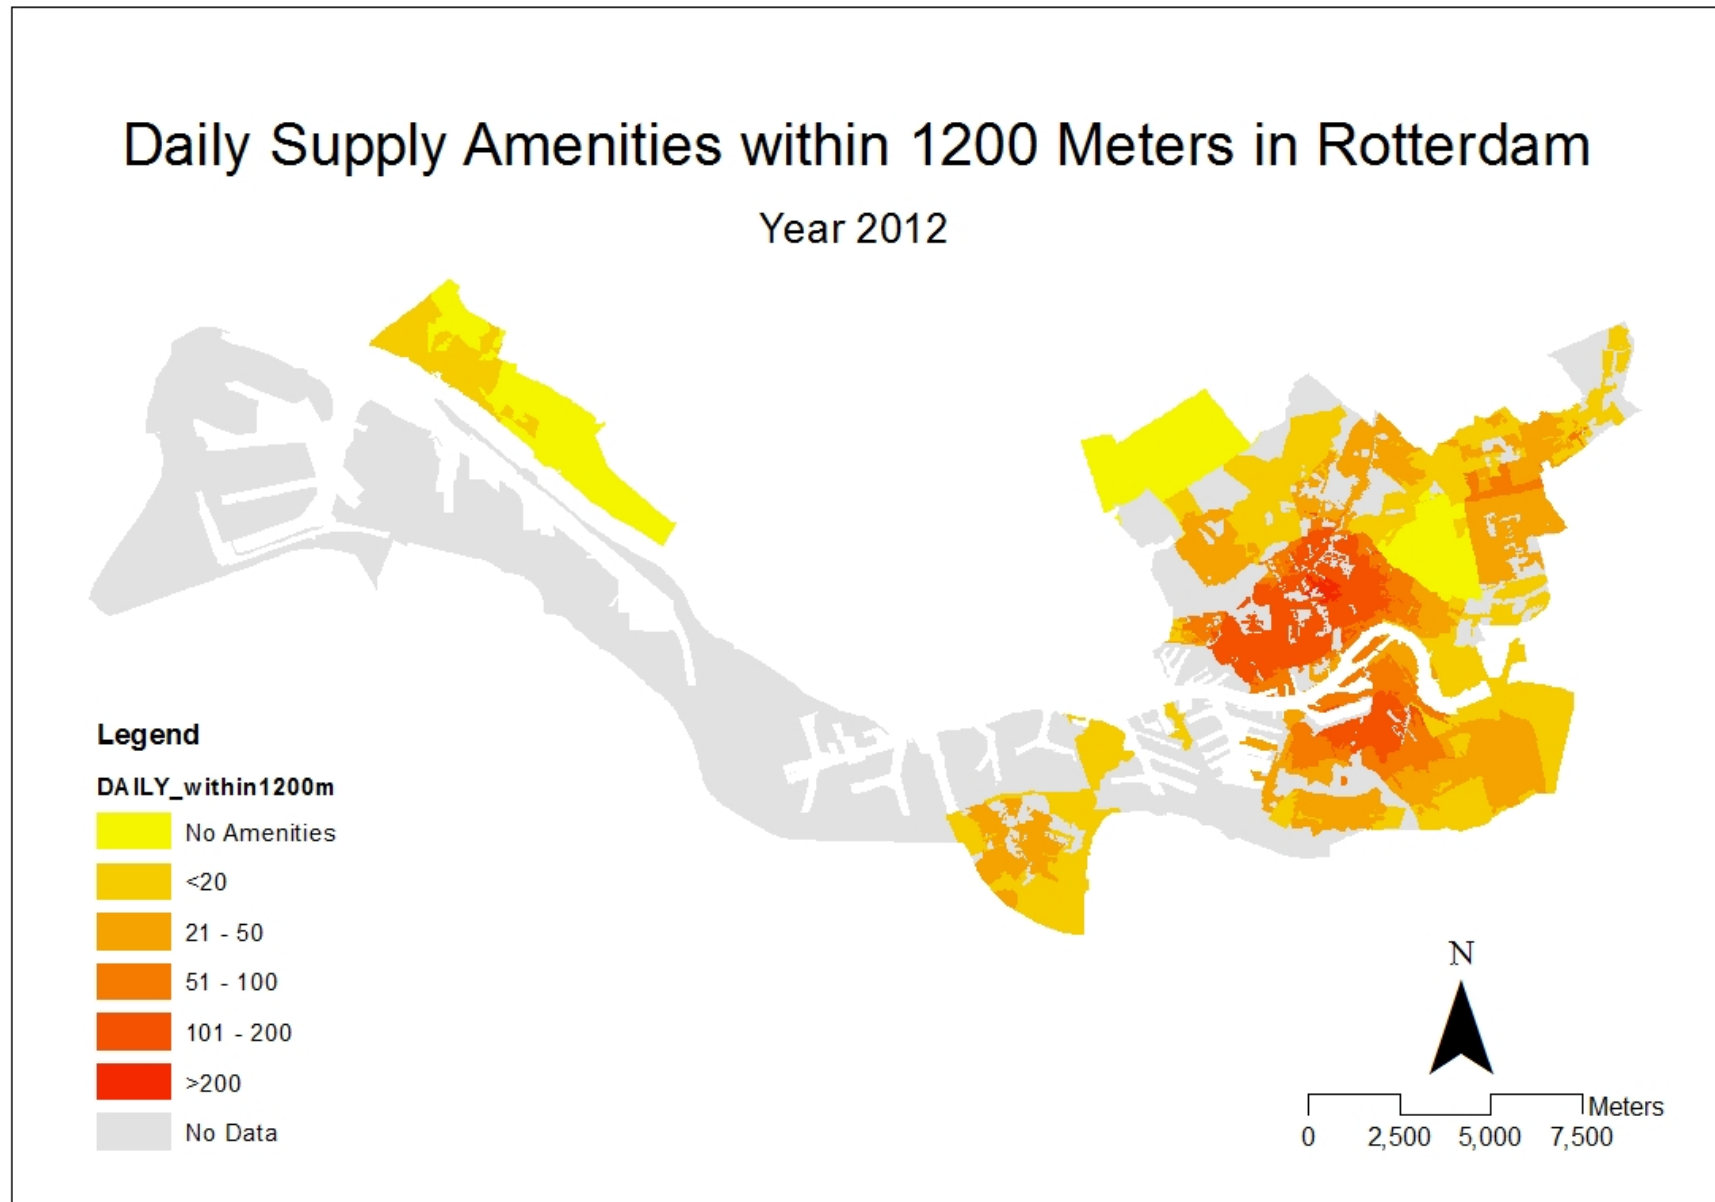 Daily Supply Amenities within 1200 Meters in Rotterdam
Year 2012
Legend
DAILY_within1200m
No Amenities
<20
21 - 50
51 - 100
101 - 200
>200
No Data
N
Meters
0 2,500 5,000 7,500